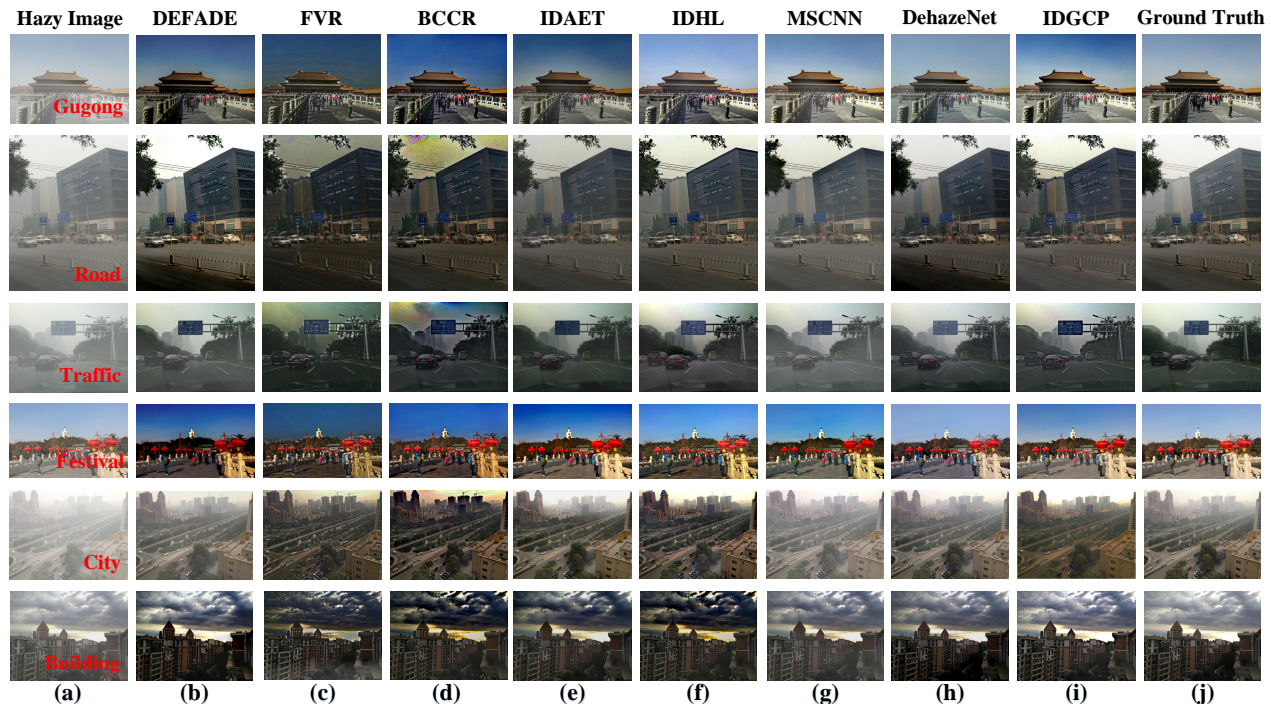 Hazy Image DEFADE FVR BCCR IDAET IDHL MSCNN DehazeNet IDGCP Ground Truth
Gugong
Road
Traffic
Festival
City
Building
(a) (b) (c) (d) (e) (f) (g) (h) (i) (j)